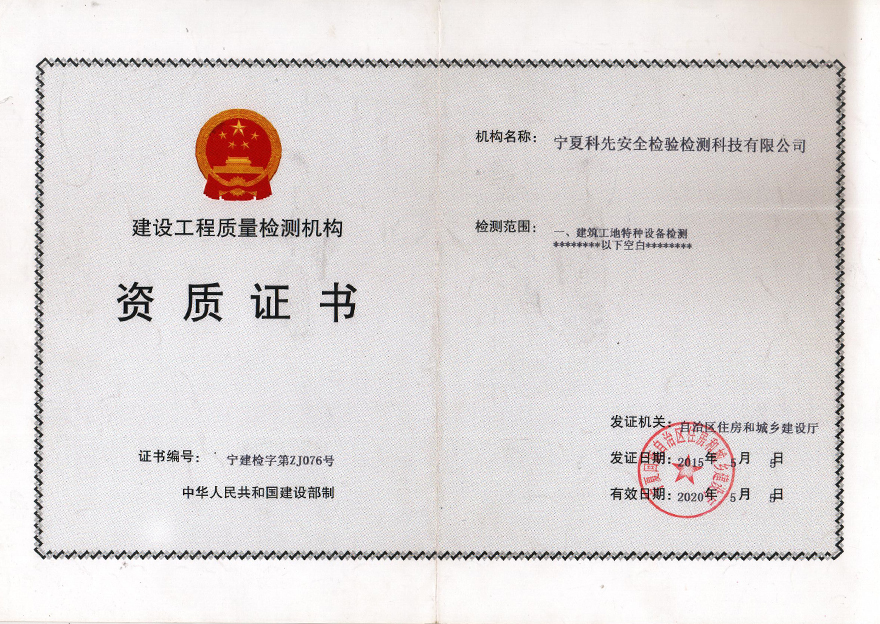 建设工程质量检测机构
资质证书
证书编号： 宁建检字第ZJ076号
中华人民共和国建设部制
机构名称： 宁夏科先安全检验检测科技有限公司
检测范围： 一、建筑工地特种设备检测
********以下空白********
发证机关： 自治区住房和城乡建设厅
发证日期： 2015年 5月 5日
有效日期： 2020年 5月 5日